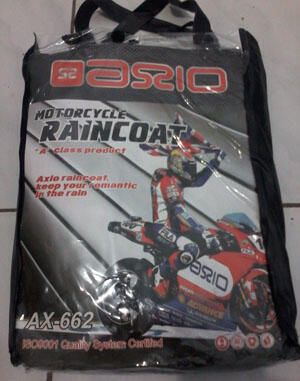 axio
MOTORCYCLE
RAINCOAT
"A" class product
Axio raincoat,
keep your romantic
in the rain
axio
ADVANCE
AX-662
ISO9001 Quality System Certified